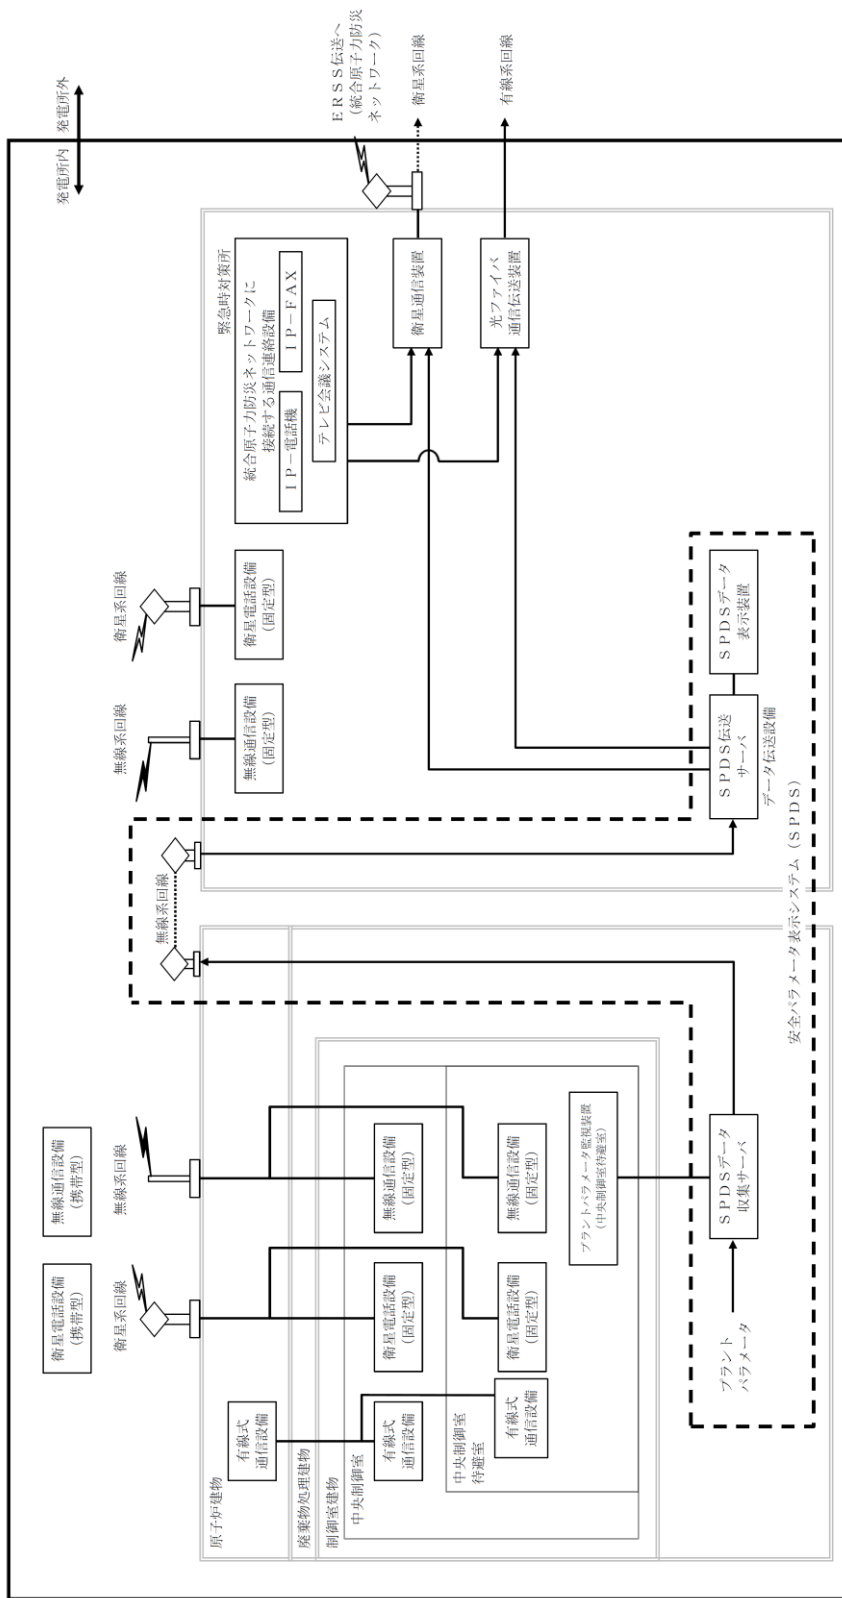 発電所内
発電所外
ERSS伝送へ
(統合原子力防災
ネットワーク)
衛星系回線
有線系回線
緊急時対策所
統合原子力防災ネットワークに
接続する通信連絡設備
IP-電話機
IP-FAX
テレビ会議システム
衛星通信装置
光ファイバ
通信伝送装置
衛星系回線
衛星電話設備
(固定型)
無線系回線
無線通信設備
(固定型)
無線系回線
SPDS伝送
サーバ
SPDSデータ
表示装置
データ伝送設備
安全パラメータ表示システム(SPDS)
無線通信設備
(携帯型)
無線系回線
衛星電話設備
(携帯型)
衛星系回線
原子炉建物
有線式
通信設備
廃棄物処理建物
制御室建物
中央制御室
有線式
通信設備
衛星電話設備
(固定型)
無線通信設備
(固定型)
中央制御室
待避室
有線式
通信設備
衛星電話設備
(固定型)
無線通信設備
(固定型)
プラントパラメータ監視装置
(中央制御室待避室)
プラント
パラメータ
SPDSデータ
収集サーバ